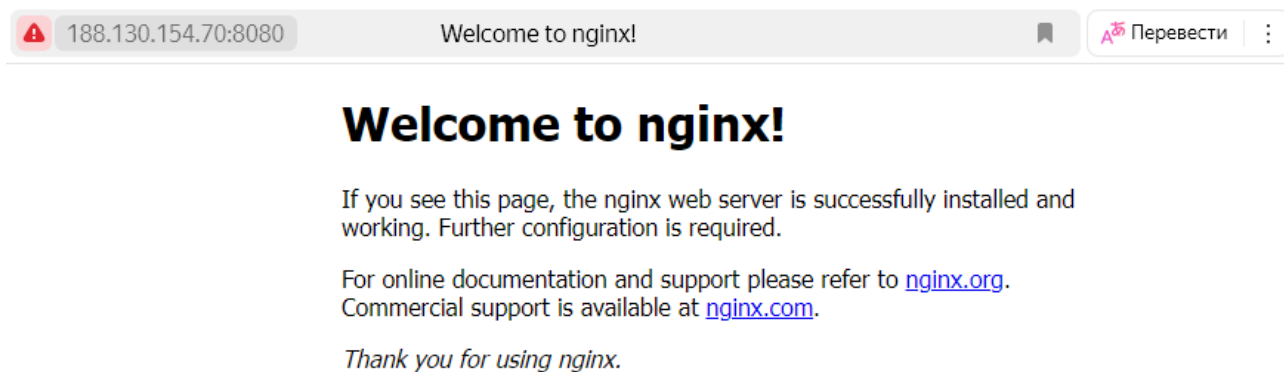 188.130.154.70:8080 Welcome to nginx! Перевести
Welcome to nginx!
If you see this page, the nginx web server is successfully installed and
working. Further configuration is required.
For online documentation and support please refer to nginx.org.
Commercial support is available at nginx.com.
Thank you for using nginx.